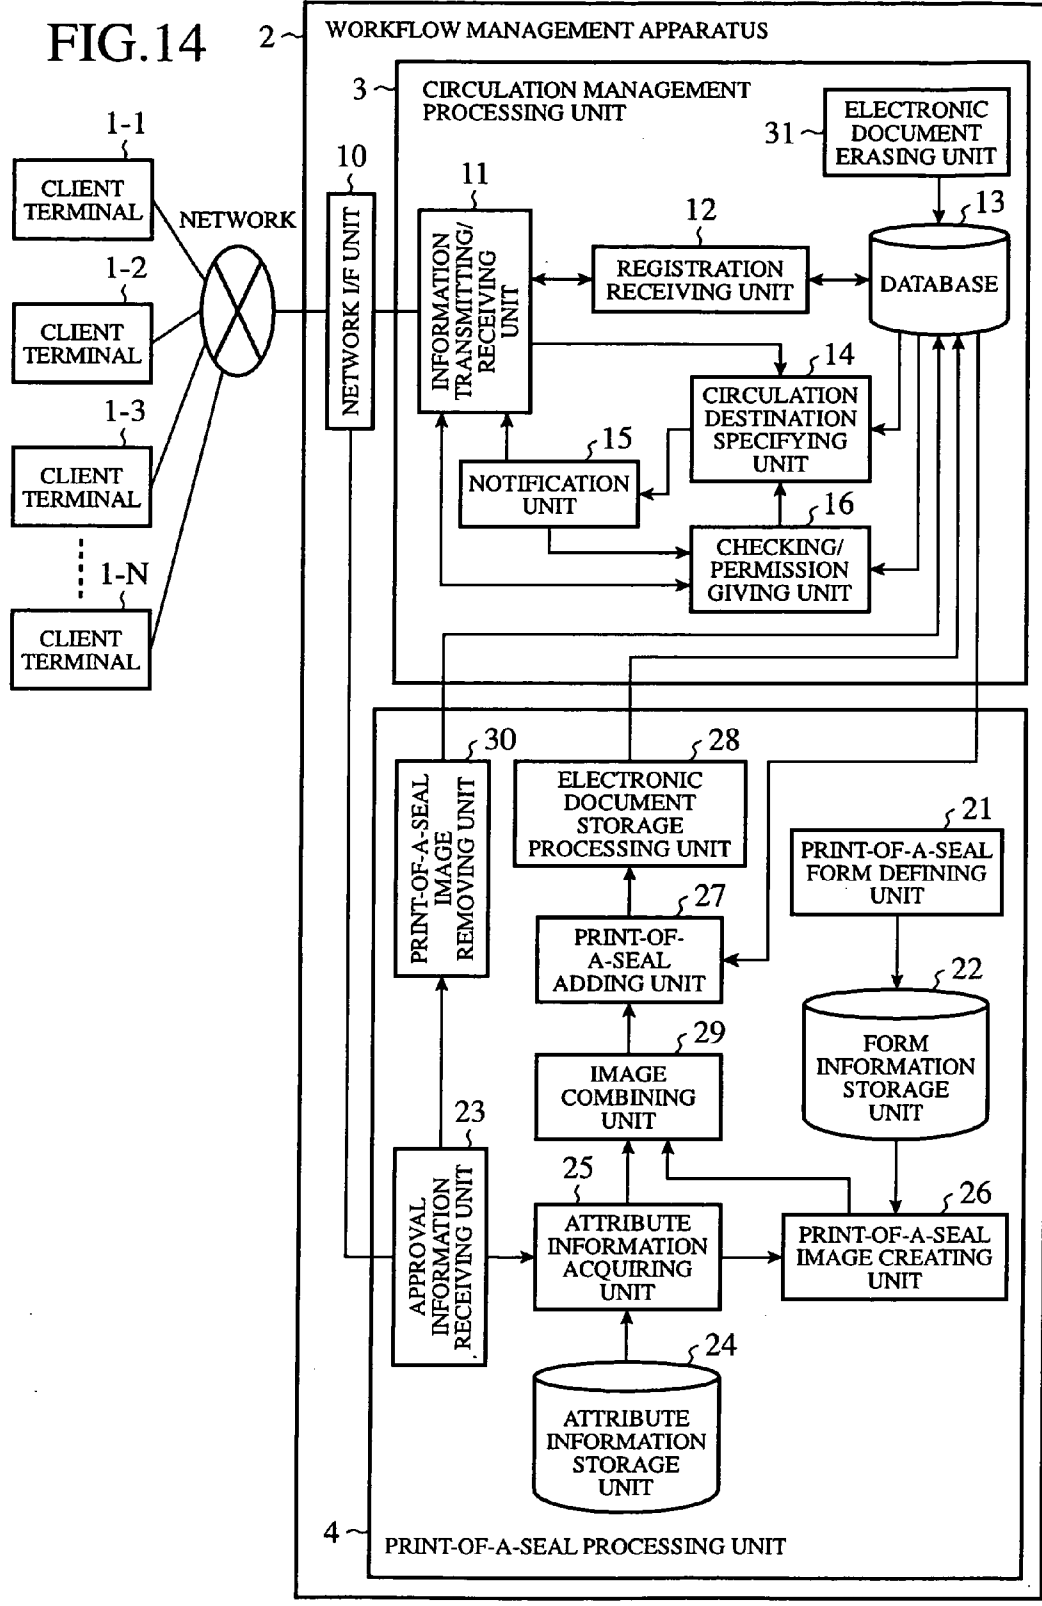 FIG.14
2
WORKFLOW MANAGEMENT APPARATUS
3
CIRCULATION MANAGEMENT
PROCESSING UNIT
31
ELECTRONIC
DOCUMENT
ERASING UNIT
1-1
CLIENT
TERMINAL
NETWORK
1-2
CLIENT
TERMINAL
1-3
CLIENT
TERMINAL
1-N
CLIENT
TERMINAL
10
NETWORK I/F UNIT
11
INFORMATION
TRANSMITTING/
RECEIVING
UNIT
12
REGISTRATION
RECEIVING UNIT
13
DATABASE
14
CIRCULATION
DESTINATION
SPECIFYING
UNIT
15
NOTIFICATION
UNIT
16
CHECKING/
PERMISSION
GIVING UNIT
30
PRINT-OF-A-SEAL
IMAGE
REMOVING UNIT
28
ELECTRONIC
DOCUMENT
STORAGE
PROCESSING UNIT
21
PRINT-OF-A-SEAL
FORM DEFINING
UNIT
27
PRINT-OF-
A-SEAL
ADDING UNIT
22
FORM
INFORMATION
STORAGE
UNIT
29
IMAGE
COMBINING
UNIT
23
APPROVAL
INFORMATION
RECEIVING UNIT
25
ATTRIBUTE
INFORMATION
ACQUIRING
UNIT
26
PRINT-OF-A-SEAL
IMAGE CREATING
UNIT
24
ATTRIBUTE
INFORMATION
STORAGE
UNIT
4
PRINT-OF-A-SEAL PROCESSING UNIT